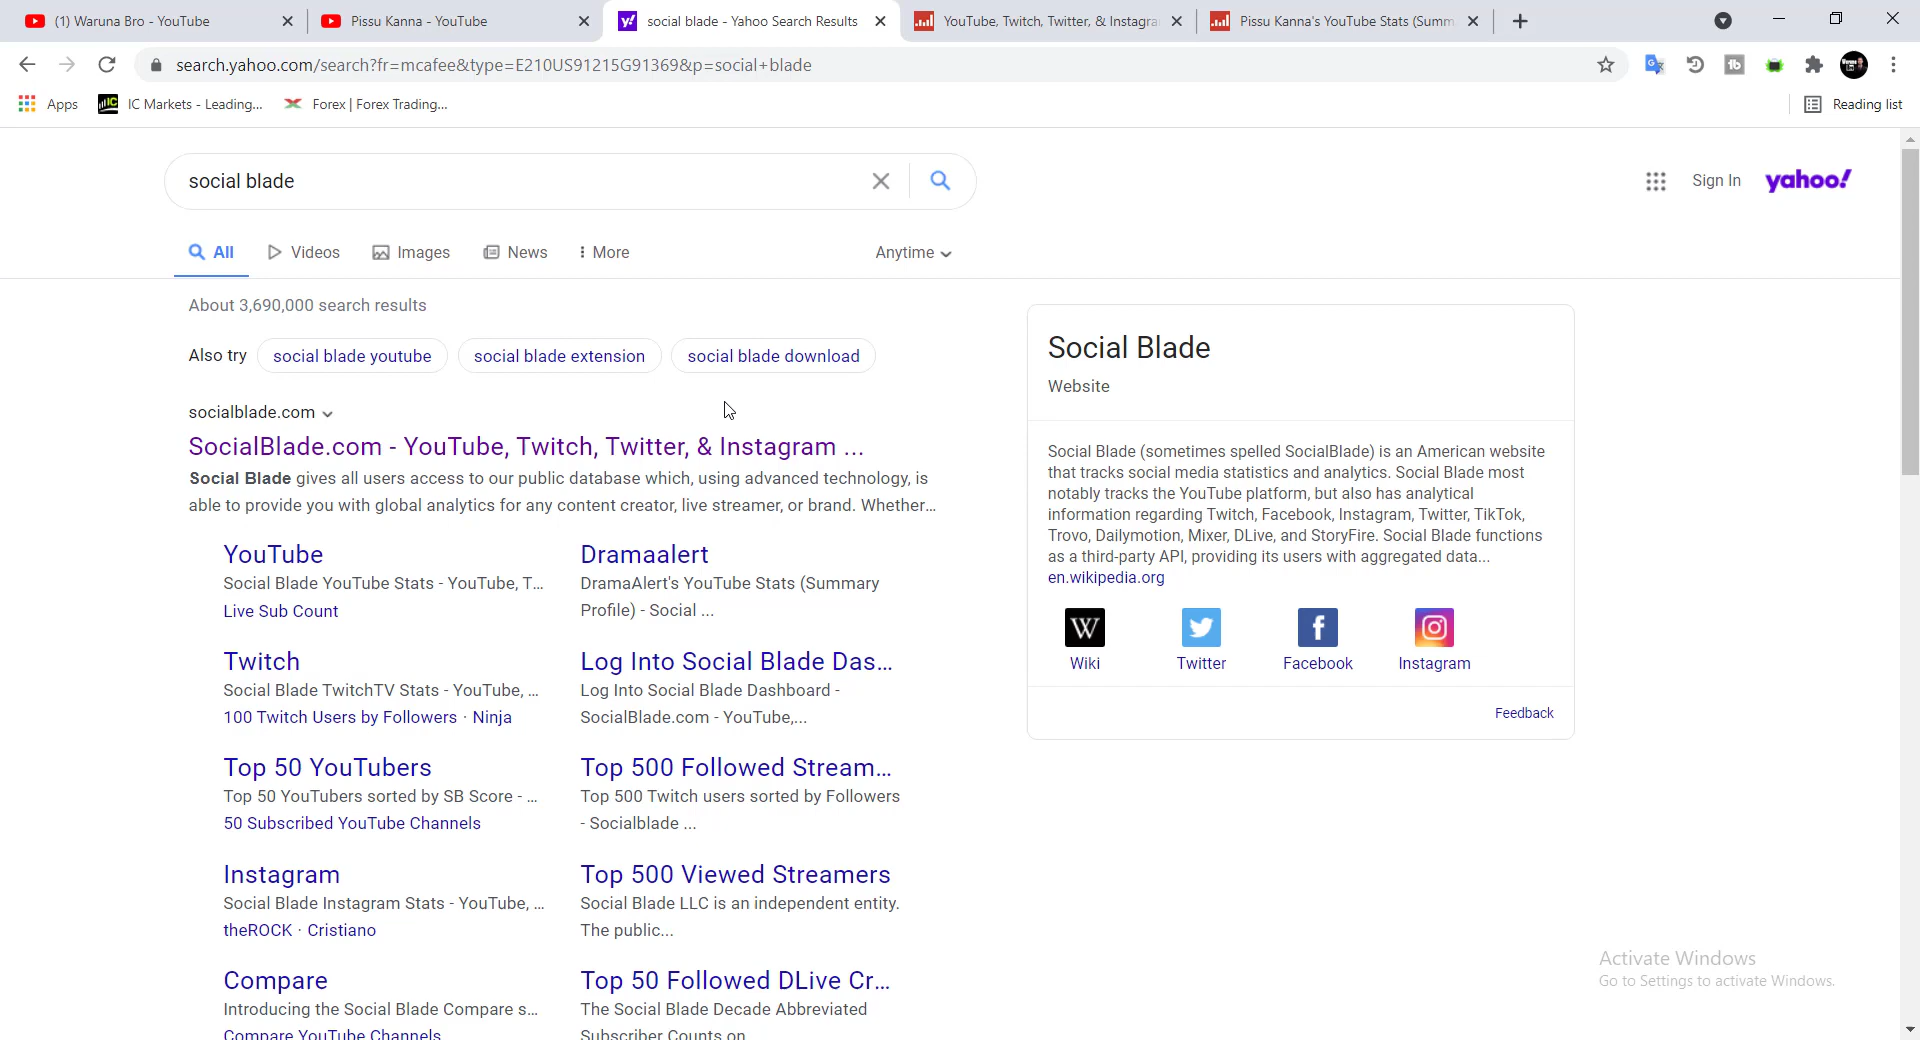 (1) Waruna Bro - YouTube
Pissu Kanna - YouTube
social blade - Yahoo Search Results
YouTube, Twitch, Twitter, & Instagra
Pissu Kanna's YouTube Stats (Summ
search.yahoo.com/search?fr=mcafee&type=E210US91215G91369&p=social+blade
Apps
IC Markets - Leading...
Forex | Forex Trading...
Reading list
social blade
Sign In
yahoo!
All
Videos
Images
News
More
Anytime
About 3,690,000 search results
Also try
social blade youtube
social blade extension
social blade download
socialblade.com
SocialBlade.com - YouTube, Twitch, Twitter, & Instagram ...
Social Blade gives all users access to our public database which, using advanced technology, is
able to provide you with global analytics for any content creator, live streamer, or brand. Whether...
YouTube
Social Blade YouTube Stats - YouTube, T...
Live Sub Count
Dramaalert
DramaAlert's YouTube Stats (Summary
Profile) - Social ...
Twitch
Social Blade TwitchTV Stats - YouTube, ...
100 Twitch Users by Followers · Ninja
Log Into Social Blade Das...
Log Into Social Blade Dashboard -
SocialBlade.com - YouTube,...
Top 50 YouTubers
Top 50 YouTubers sorted by SB Score - ...
50 Subscribed YouTube Channels
Top 500 Followed Stream...
Top 500 Twitch users sorted by Followers
- Socialblade ...
Instagram
Social Blade Instagram Stats - YouTube, ...
theROCK · Cristiano
Top 500 Viewed Streamers
Social Blade LLC is an independent entity.
The public...
Compare
Introducing the Social Blade Compare s...
Compare YouTube Channels
Top 50 Followed DLive Cr...
The Social Blade Decade Abbreviated
Subscriber Counts on
Social Blade
Website
Social Blade (sometimes spelled SocialBlade) is an American website
that tracks social media statistics and analytics. Social Blade most
notably tracks the YouTube platform, but also has analytical
information regarding Twitch, Facebook, Instagram, Twitter, TikTok,
Trovo, Dailymotion, Mixer, DLive, and StoryFire. Social Blade functions
as a third-party API, providing its users with aggregated data...
en.wikipedia.org
W
Wiki
Twitter
Facebook
Instagram
Feedback
Activate Windows
Go to Settings to activate Windows.